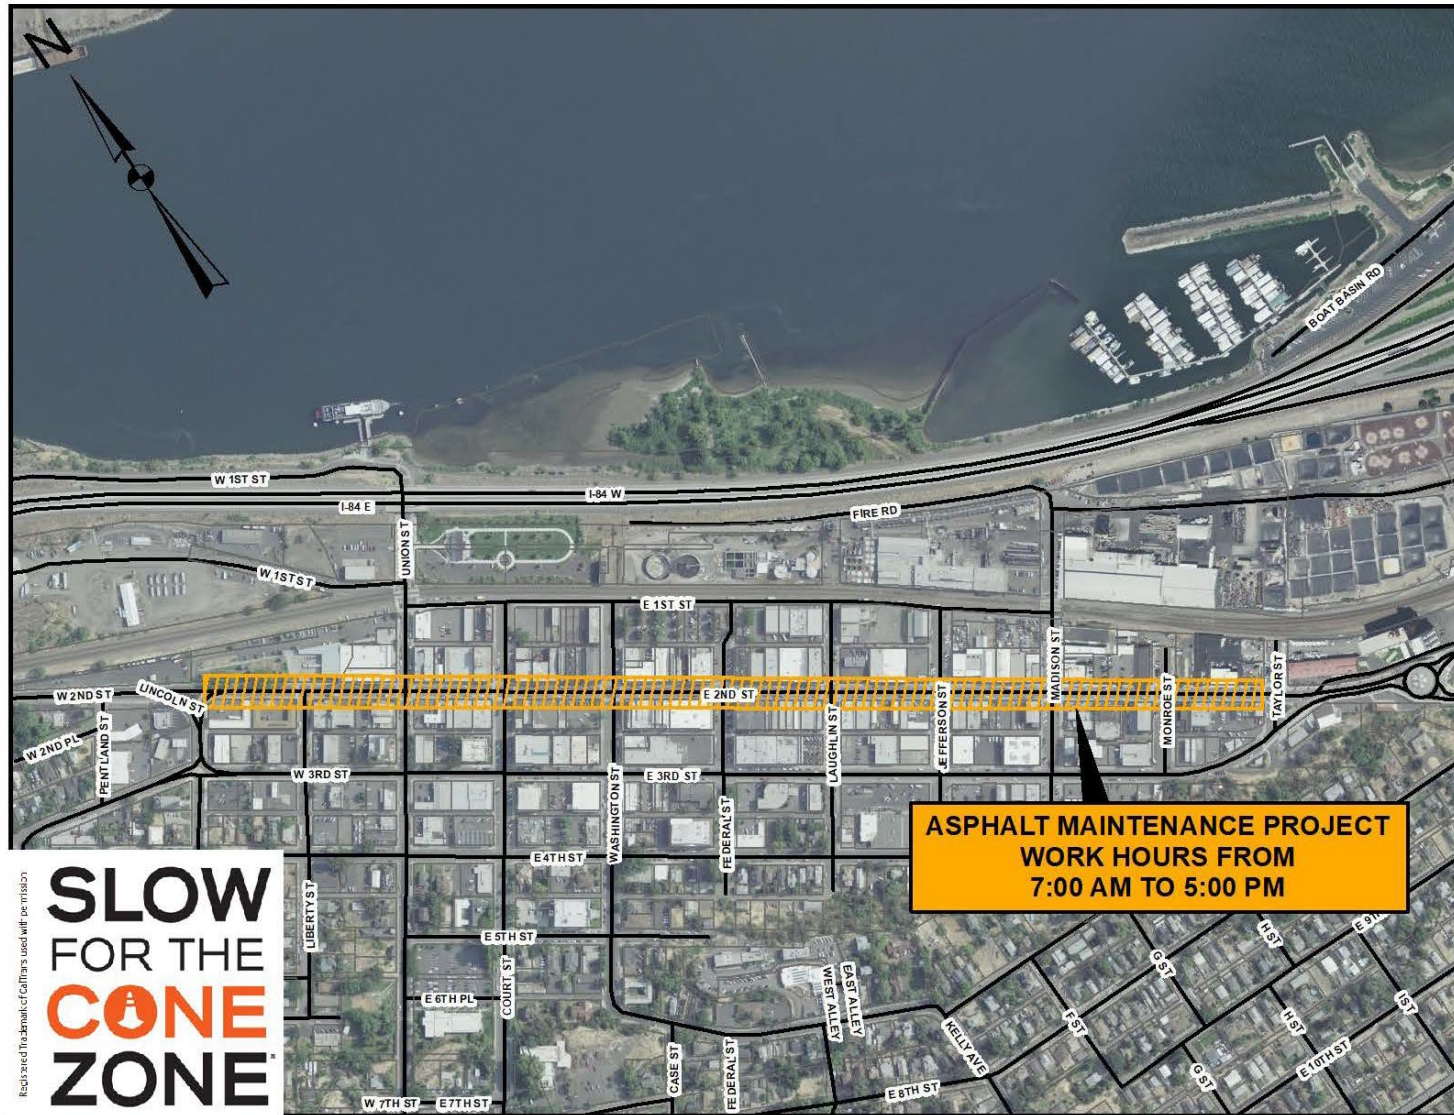 N
BOAT BASIN RD
W 1ST ST
I-84 W
I-84 E
FIRE RD
UNION ST
W 1ST ST
E 1ST ST
MADISON ST
W 2ND ST
LINCOLN ST
E 2ND ST
TAYLOR ST
MONROE ST
JEFFERSON ST
LAUGHLIN ST
PENTLAND ST
W 2ND PL
W 3RD ST
E 3RD ST
WASHINGTON ST
FEDERAL ST
ASPHALT MAINTENANCE PROJECT
WORK HOURS FROM
7:00 AM TO 5:00 PM
E 4TH ST
LIBERTY ST
E 5TH ST
COURT ST
E 6TH PL
WEST ALLEY
EAST ALLEY
KELLY AVE
CASE ST
FEDERAL ST
F ST
G ST
H ST
E 9TH
G ST
H ST
I ST
E 10TH ST
E 8TH ST
W 7TH ST
E 7TH ST
SLOW
FOR THE
CONE
ZONE
Registered Trademark of CalTrans used with permission